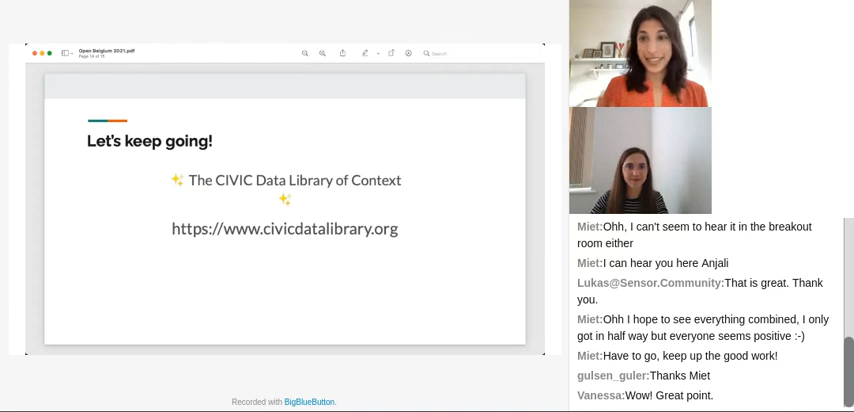 Open Belgium 2021.pdf
Page 14 of 15
Search
Let's keep going!
✨ The CIVIC Data Library of Context
✨
https://www.civicdatalibrary.org
Recorded with BigBlueButton.
Miet:Ohh, I can't seem to hear it in the breakout
room either
Miet:I can hear you here Anjali
Lukas@Sensor.Community:That is great. Thank
you.
Miet:Ohh I hope to see everything combined, I only
got in half way but everyone seems positive :-)
Miet:Have to go, keep up the good work!
gulsen_guler:Thanks Miet
Vanessa:Wow! Great point.